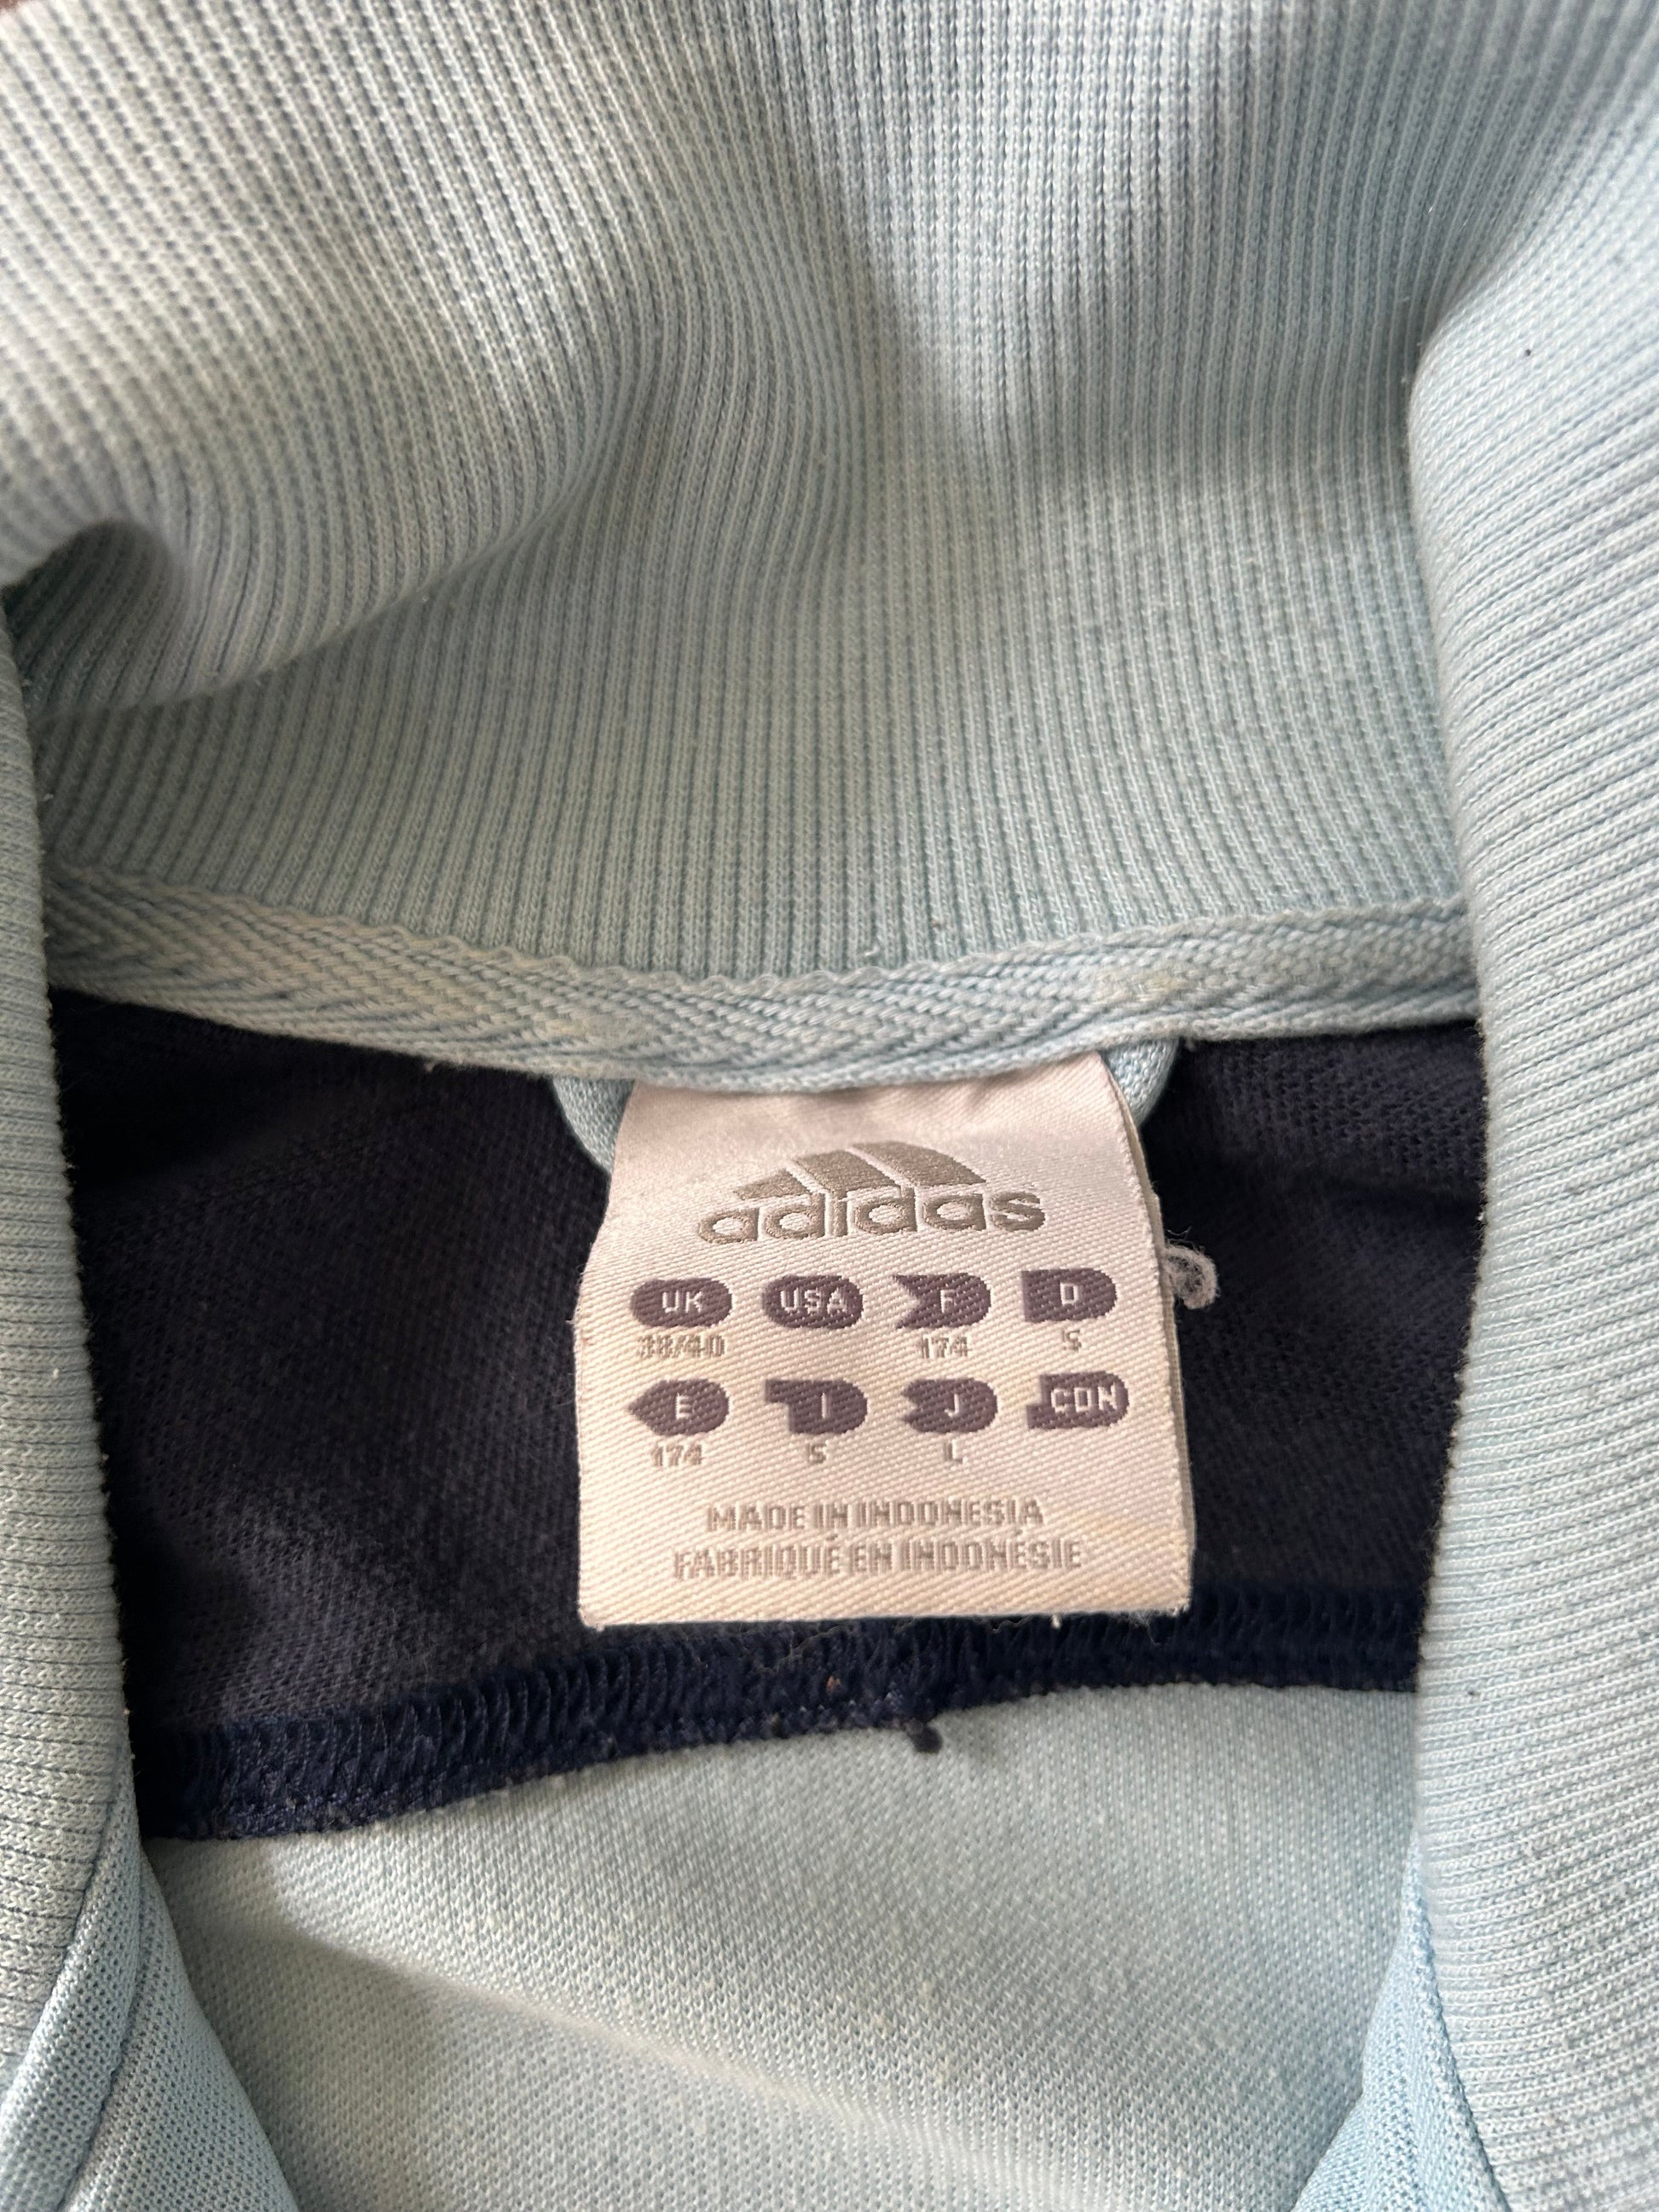 adidas
UK USA F D
38/40 174 S
E I J CDN
174 S L
MADE IN INDONESIA
FABRIQUÉ EN INDONÉSIE